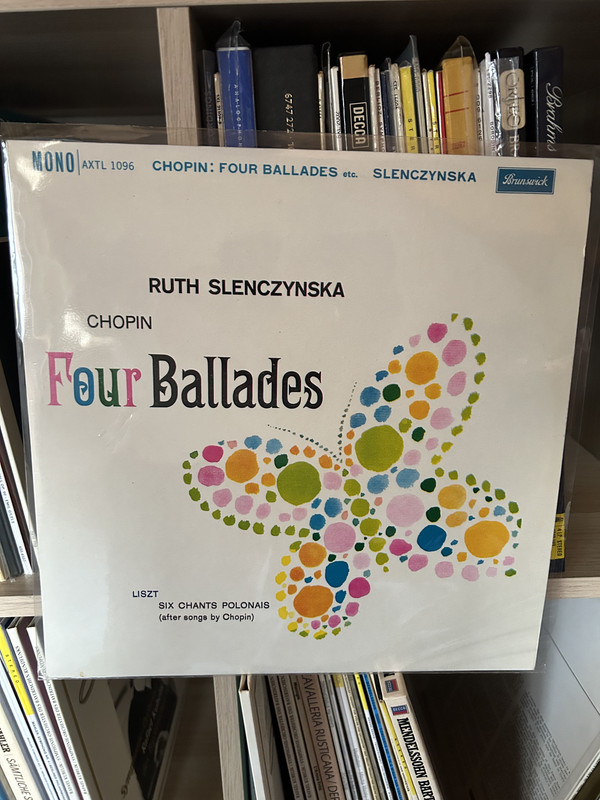 DECCA
Brahms
MONO AXTL 1096 CHOPIN: FOUR BALLADES etc. SLENCZYNSKA Brunswick
RUTH SLENCZYNSKA
CHOPIN
Four Ballades
LISZT
SIX CHANTS POLONAIS
(after songs by Chopin)
CAVALLERIA RUSTICANA
MENDELSSOHN BART